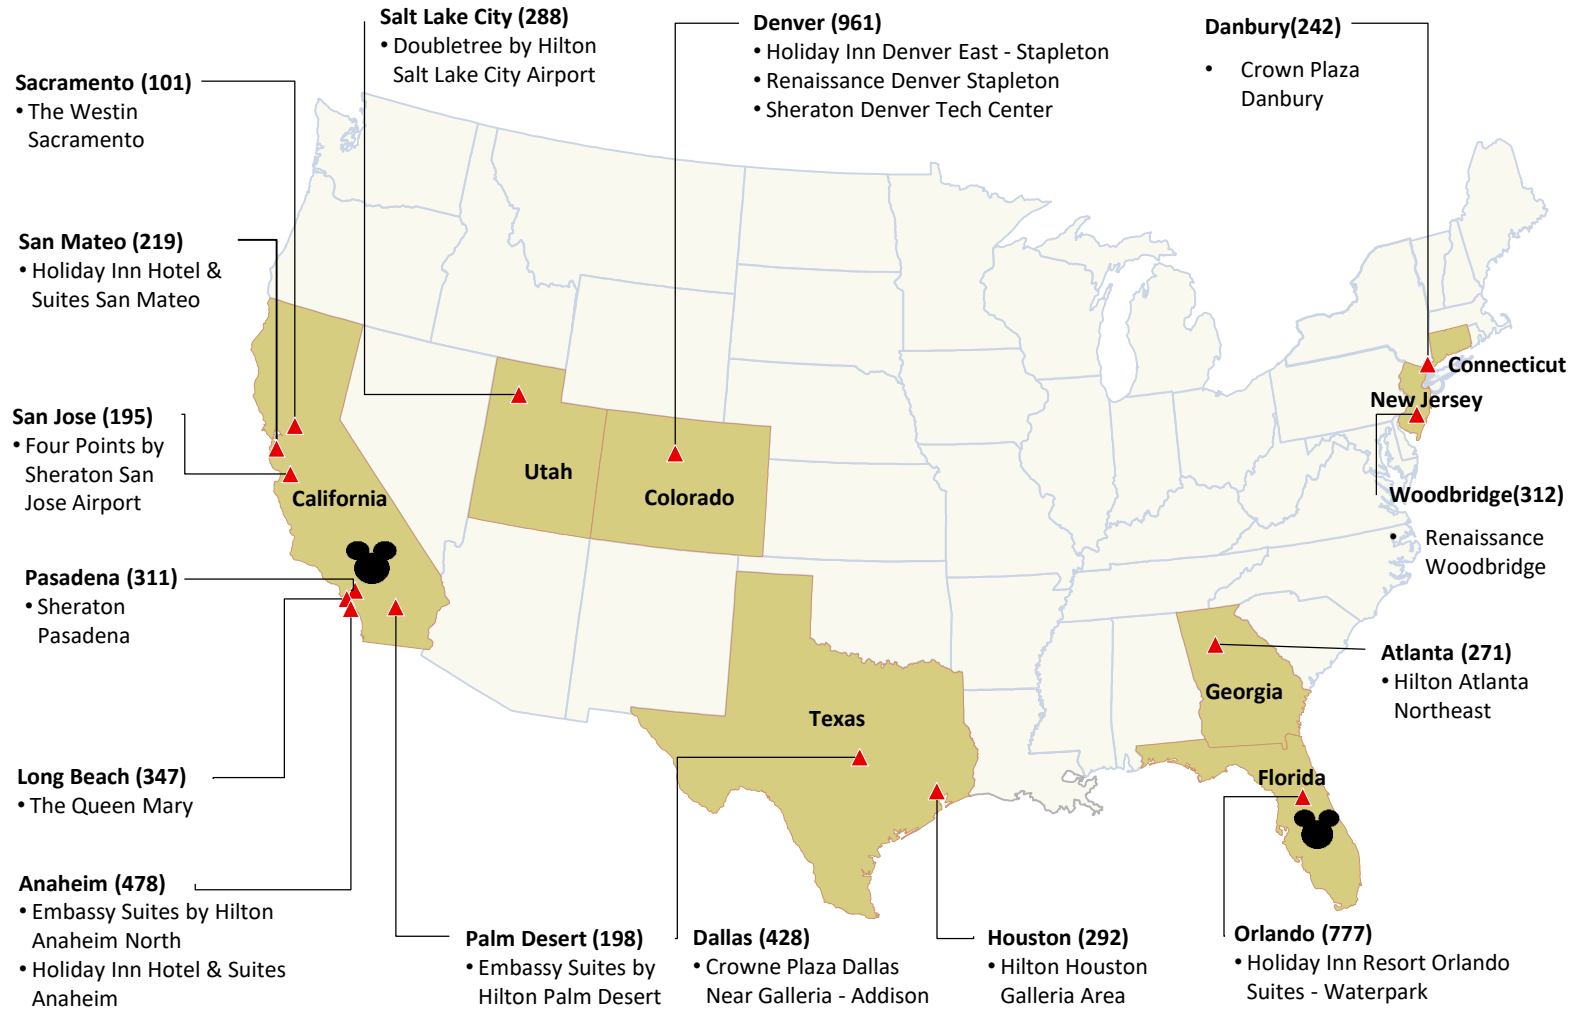 Salt Lake City (288)
• Doubletree by Hilton
Salt Lake City Airport
Denver (961)
• Holiday Inn Denver East - Stapleton
• Renaissance Denver Stapleton
• Sheraton Denver Tech Center
Danbury(242)
• Crown Plaza
Danbury
Sacramento (101)
• The Westin
Sacramento
San Mateo (219)
• Holiday Inn Hotel &
Suites San Mateo
San Jose (195)
• Four Points by
Sheraton San
Jose Airport
Pasadena (311)
• Sheraton
Pasadena
Long Beach (347)
• The Queen Mary
Anaheim (478)
• Embassy Suites by Hilton
Anaheim North
• Holiday Inn Hotel & Suites
Anaheim
California
Utah
Colorado
Texas
Georgia
Florida
Connecticut
New Jersey
Woodbridge(312)
• Renaissance
Woodbridge
Atlanta (271)
• Hilton Atlanta
Northeast
Palm Desert (198)
• Embassy Suites by
Hilton Palm Desert
Dallas (428)
• Crowne Plaza Dallas
Near Galleria - Addison
Houston (292)
• Hilton Houston
Galleria Area
Orlando (777)
• Holiday Inn Resort Orlando
Suites - Waterpark